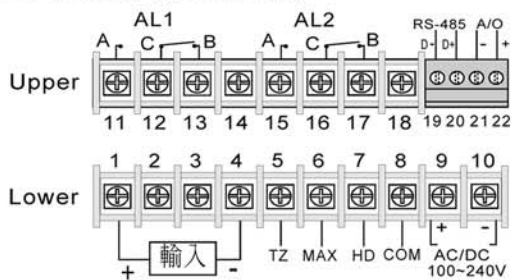 AL1 AL2 RS-485 A/O
A C B A C B D- D+ - +
Upper
11 12 13 14 15 16 17 18 19 20 21 22
1 2 3 4 5 6 7 8 9 10
Lower
+ 輸入 - TZ MAX HD COM + -
AC/DC
100~240V